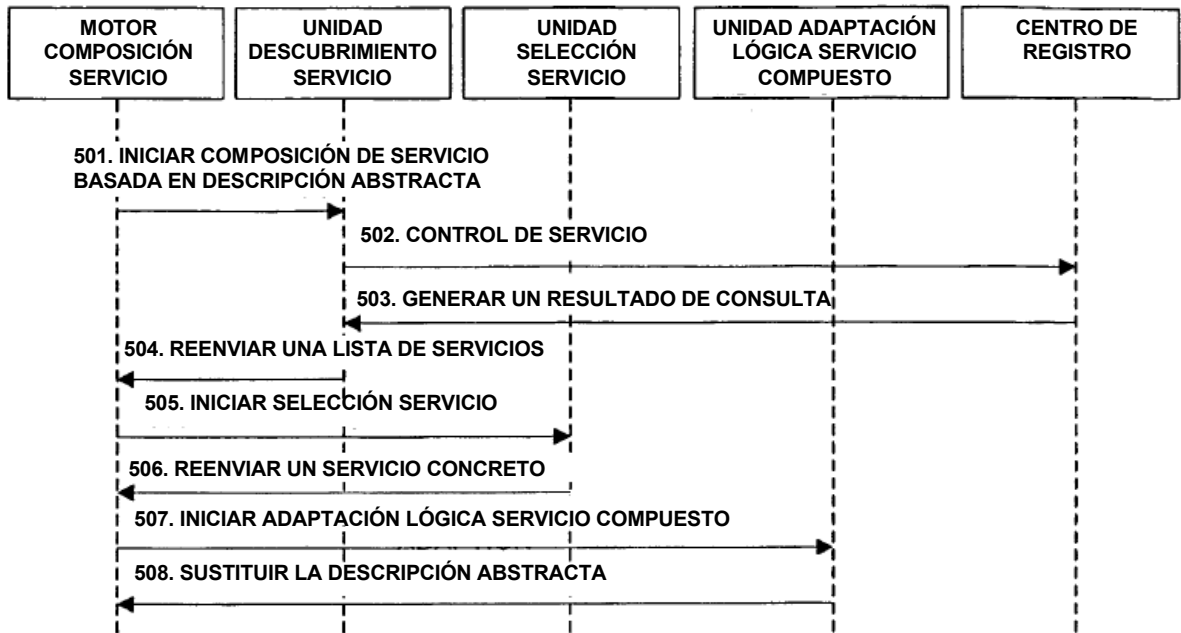 MOTOR
COMPOSICIÓN
SERVICIO
UNIDAD
DESCUBRIMIENTO
SERVICIO
UNIDAD
SELECCIÓN
SERVICIO
UNIDAD ADAPTACIÓN
LÓGICA SERVICIO
COMPUESTO
CENTRO DE
REGISTRO
501. INICIAR COMPOSICIÓN DE SERVICIO
BASADA EN DESCRIPCIÓN ABSTRACTA
502. CONTROL DE SERVICIO
503. GENERAR UN RESULTADO DE CONSULTA
504. REENVIAR UNA LISTA DE SERVICIOS
505. INICIAR SELECCIÓN SERVICIO
506. REENVIAR UN SERVICIO CONCRETO
507. INICIAR ADAPTACIÓN LÓGICA SERVICIO COMPUESTO
508. SUSTITUIR LA DESCRIPCIÓN ABSTRACTA